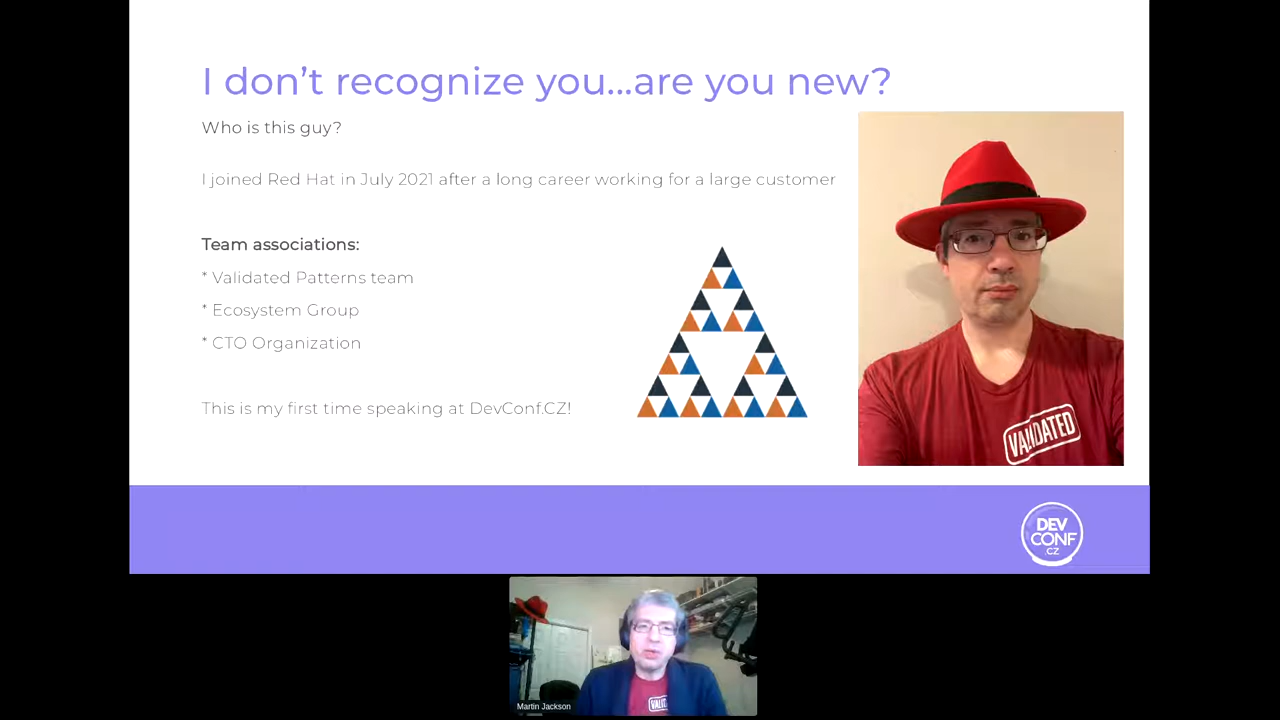 I don't recognize you...are you new?
Who is this guy?
I joined Red Hat in July 2021 after a long career working for a large customer
Team associations:
* Validated Patterns team
* Ecosystem Group
* CTO Organization
This is my first time speaking at DevConf.CZ!
VALIDATED
DEV
CONF
.CZ
Martin Jackson